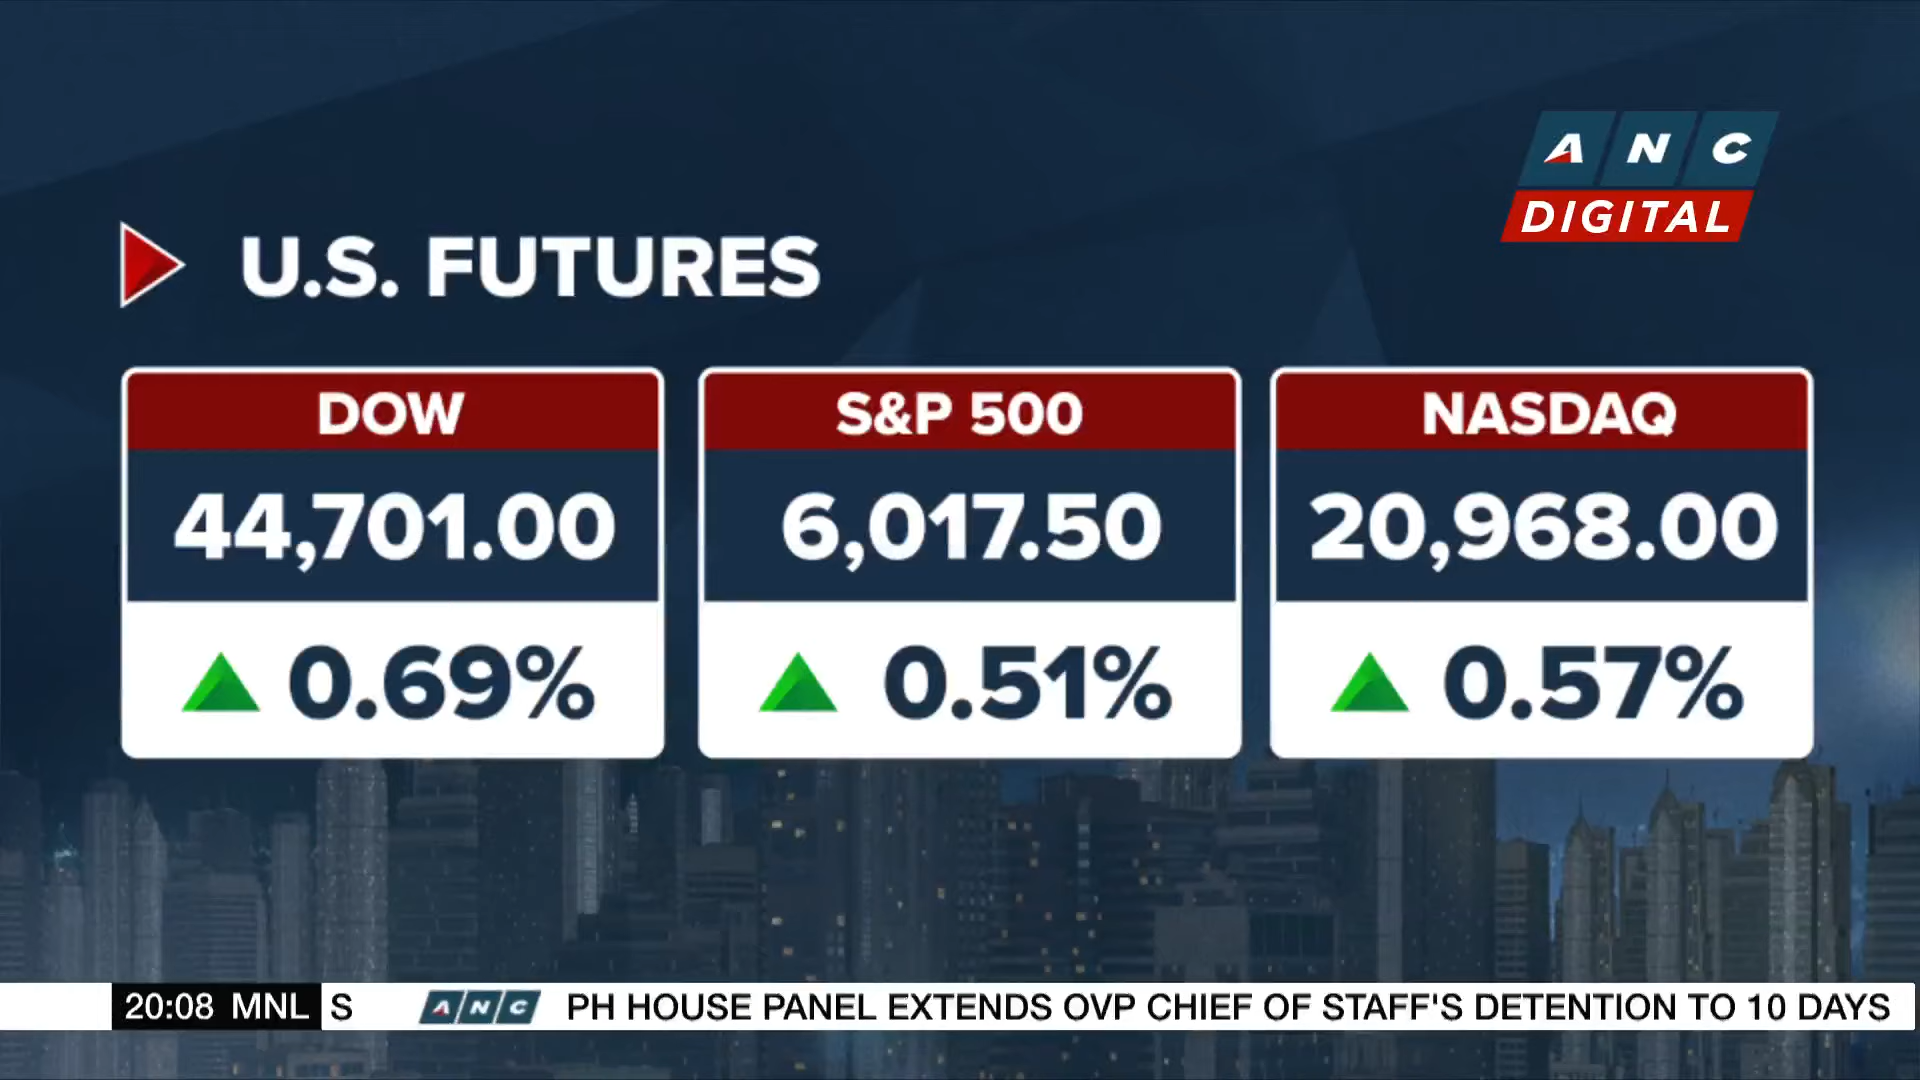 ANC
DIGITAL
U.S. FUTURES
DOW
44,701.00
0.69%
S&P 500
6,017.50
0.51%
NASDAQ
20,968.00
0.57%
20:08 MNL S ANC PH HOUSE PANEL EXTENDS OVP CHIEF OF STAFF'S DETENTION TO 10 DAYS